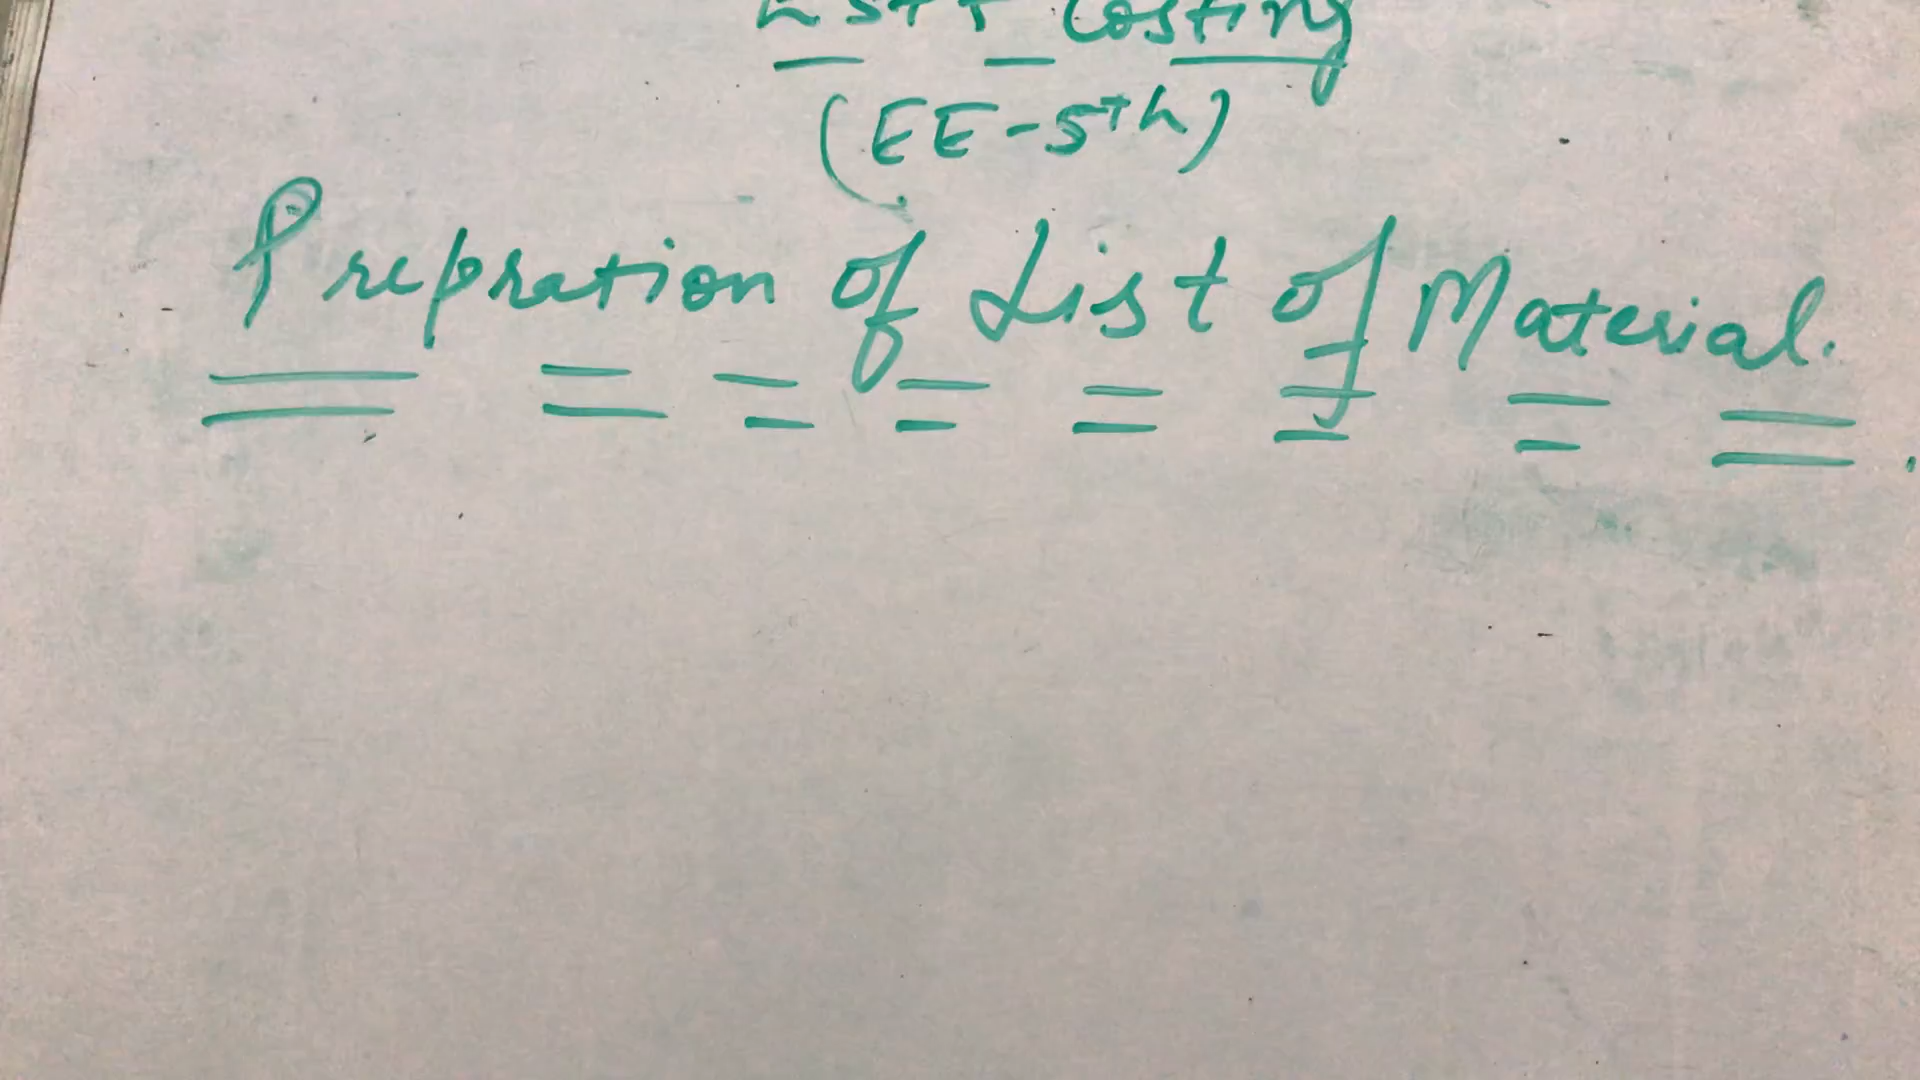 Costing
(EE-5th)
Prepration of List of Material.